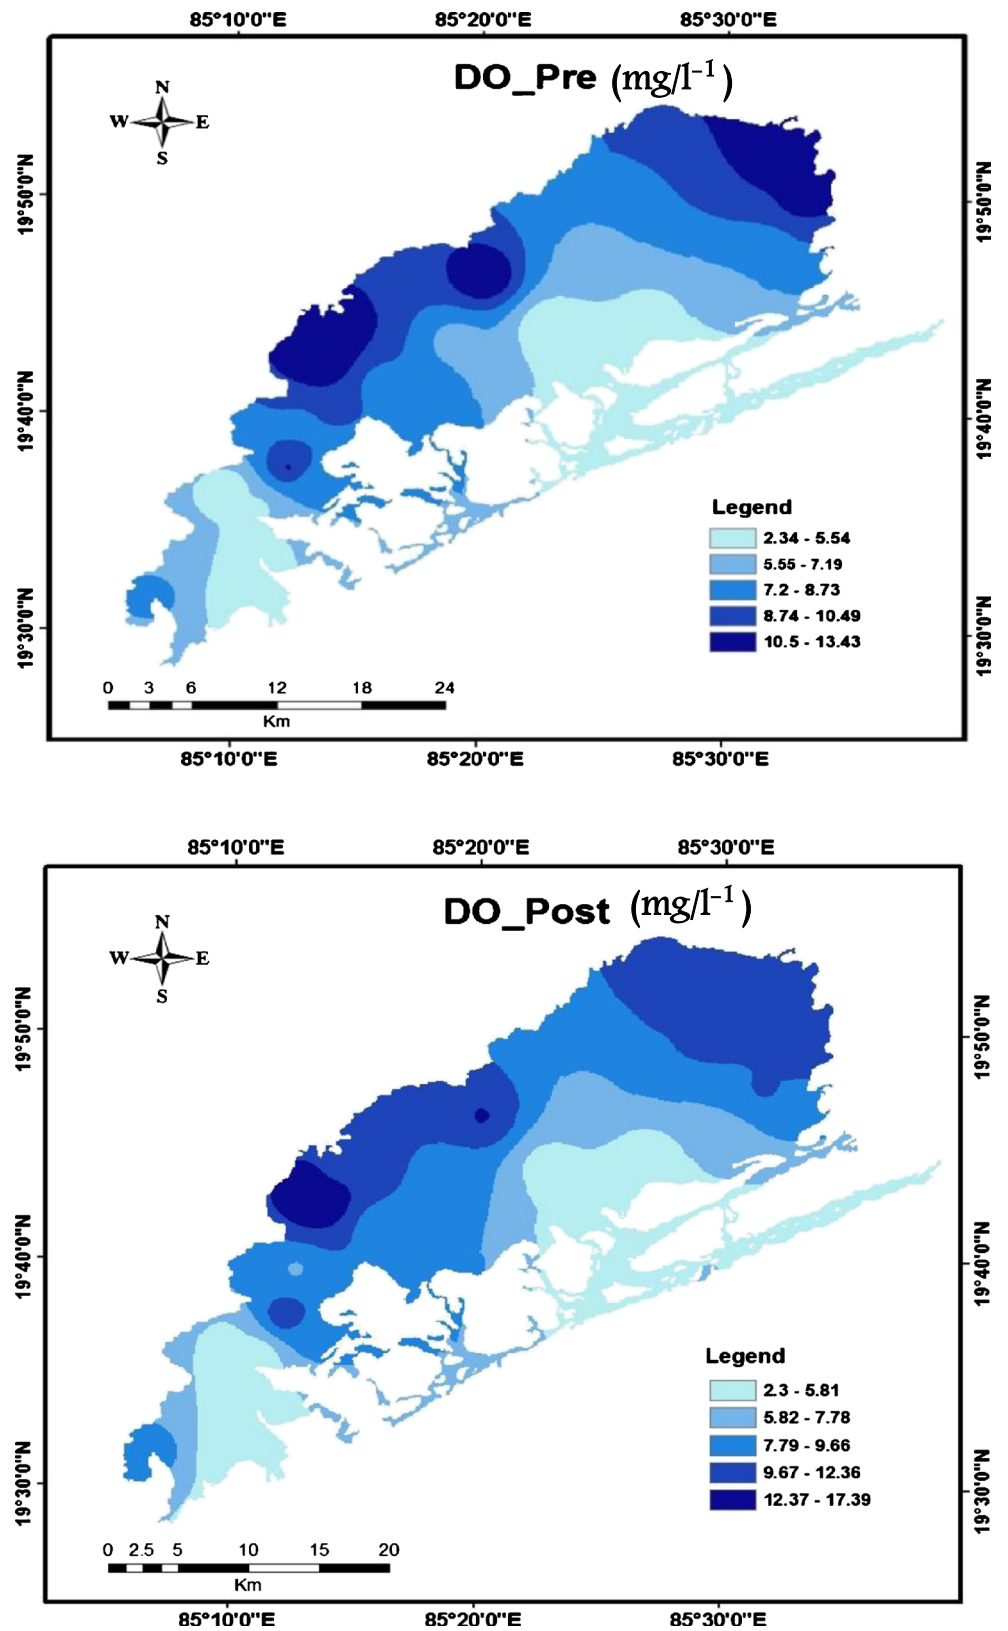 85°10'0"E 85°20'0"E 85°30'0"E
DO_Pre (mg/l⁻¹)
N
W E
S
19°50'0"N 19°50'0"N
19°40'0"N 19°40'0"N
Legend
2.34 - 5.54
5.55 - 7.19
7.2 - 8.73
8.74 - 10.49
10.5 - 13.43
19°30'0"N 19°30'0"N
0 3 6 12 18 24
Km
85°10'0"E 85°20'0"E 85°30'0"E
85°10'0"E 85°20'0"E 85°30'0"E
DO_Post (mg/l⁻¹)
N
W E
S
19°50'0"N 19°50'0"N
19°40'0"N 19°40'0"N
Legend
2.3 - 5.81
5.82 - 7.78
7.79 - 9.66
9.67 - 12.36
12.37 - 17.39
19°30'0"N 19°30'0"N
0 2.5 5 10 15 20
Km
85°10'0"E 85°20'0"E 85°30'0"E